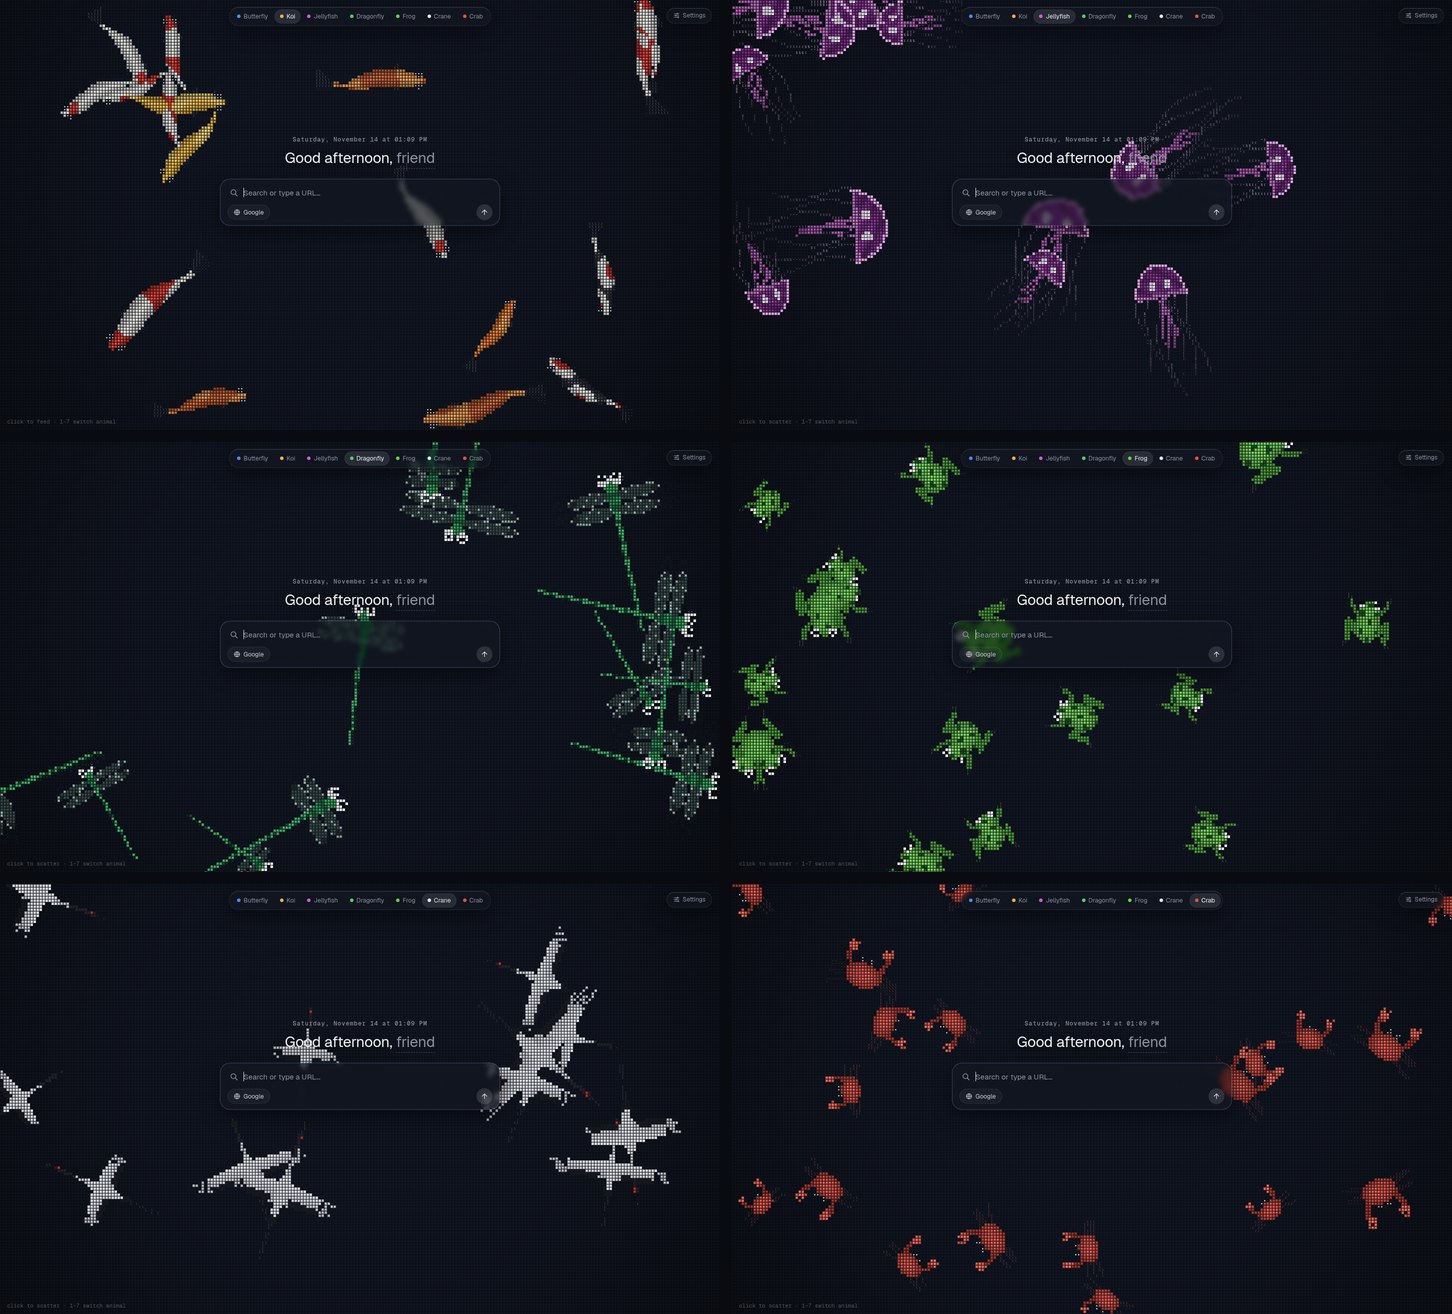 Butterfly Koi Jellyfish Dragonfly Frog Crane Crab Settings
Saturday, November 14 at 01:09 PM
Good afternoon, friend
Search or type a URL...
Google
click to feed · 1-7 switch animal
Butterfly Koi Jellyfish Dragonfly Frog Crane Crab Settings
Saturday, November 14 at 01:09 PM
Good afternoon, friend
Search or type a URL...
Google
click to scatter · 1-7 switch animal
Butterfly Koi Jellyfish Dragonfly Frog Crane Crab Settings
Saturday, November 14 at 01:09 PM
Good afternoon, friend
Search or type a URL...
Google
click to scatter · 1-7 switch animal
Butterfly Koi Jellyfish Dragonfly Frog Crane Crab Settings
Saturday, November 14 at 01:09 PM
Good afternoon, friend
Search or type a URL...
Google
click to scatter · 1-7 switch animal
Butterfly Koi Jellyfish Dragonfly Frog Crane Crab Settings
Saturday, November 14 at 01:09 PM
Good afternoon, friend
Search or type a URL...
Google
click to scatter · 1-7 switch animal
Butterfly Koi Jellyfish Dragonfly Frog Crane Crab Settings
Saturday, November 14 at 01:09 PM
Good afternoon, friend
Search or type a URL...
Google
click to scatter · 1-7 switch animal